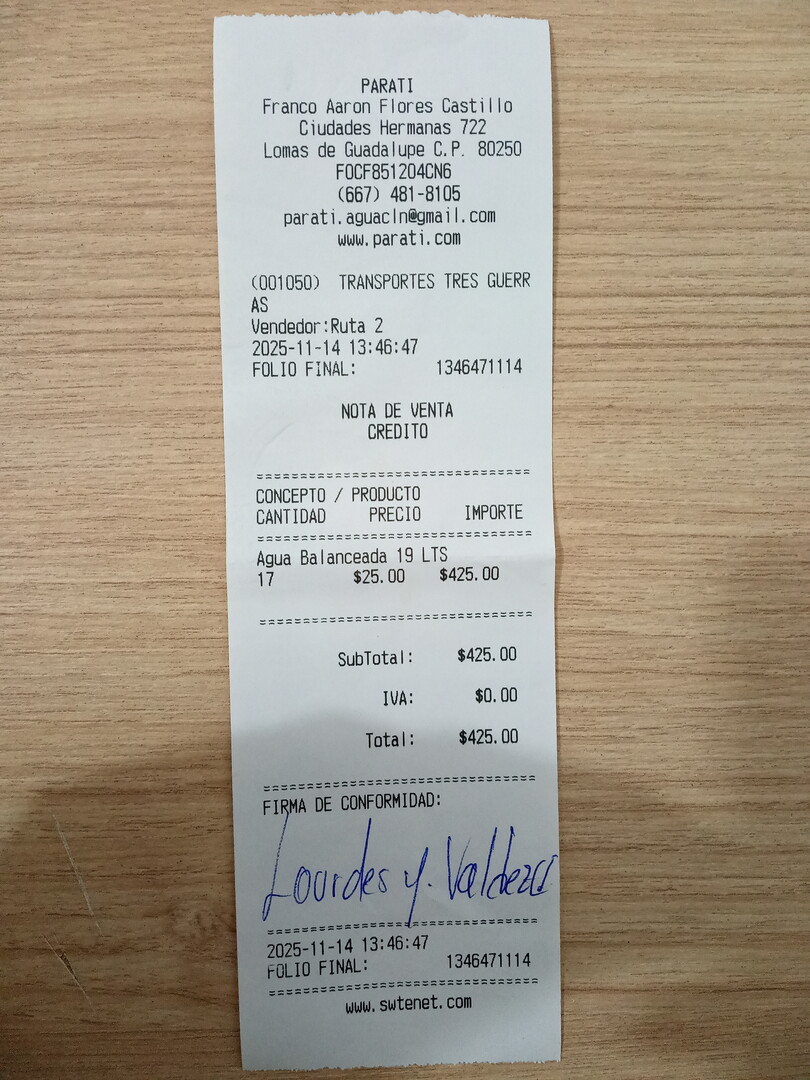 PARATI
Franco Aaron Flores Castillo
Ciudades Hermanas 722
Lomas de Guadalupe C.P. 80250
FOCF851204CN6
(667) 481-8105
parati.aguacln@gmail.com
www.parati.com
(001050) TRANSPORTES TRES GUERR
AS
Vendedor:Ruta 2
2025-11-14 13:46:47
FOLIO FINAL: 1346471114
NOTA DE VENTA
CREDITO
==============================
CONCEPTO / PRODUCTO
CANTIDAD PRECIO IMPORTE
==============================
Agua Balanceada 19 LTS
17 $25.00 $425.00
==============================
SubTotal: $425.00
IVA: $0.00
Total: $425.00
==============================
FIRMA DE CONFORMIDAD:
Lourdes y. Valdez
==============================
2025-11-14 13:46:47
FOLIO FINAL: 1346471114
==============================
www.swtenet.com